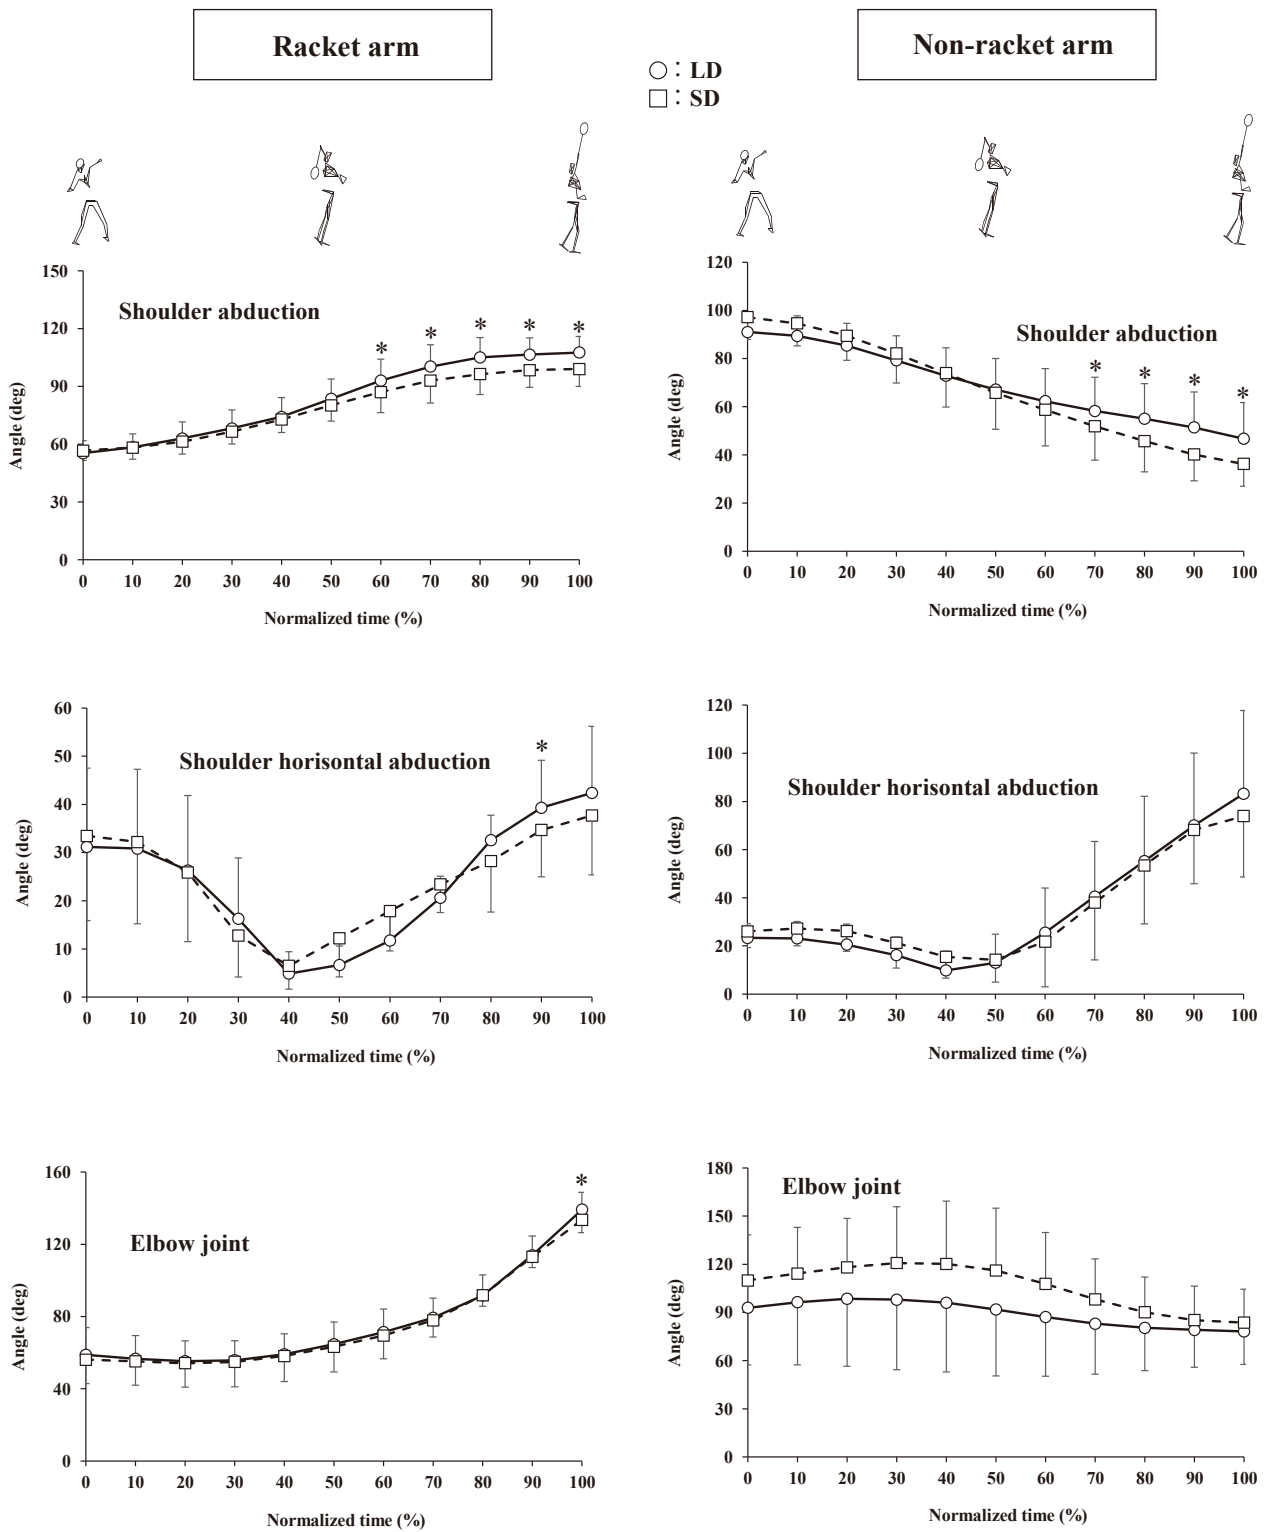 Racket arm
Non-racket arm
○ : LD
□ : SD
Shoulder abduction
* * * * *
150
120
90
60
30
0
Angle (deg)
0 10 20 30 40 50 60 70 80 90 100
Normalized time (%)
Shoulder abduction
* * * *
120
100
80
60
40
20
0
Angle (deg)
0 10 20 30 40 50 60 70 80 90 100
Normalized time (%)
Shoulder horisontal abduction
*
60
50
40
30
20
10
0
Angle (deg)
0 10 20 30 40 50 60 70 80 90 100
Normalized time (%)
Shoulder horisontal abduction
120
100
80
60
40
20
0
Angle (deg)
0 10 20 30 40 50 60 70 80 90 100
Normalized time (%)
Elbow joint
*
160
120
80
40
0
Angle (deg)
0 10 20 30 40 50 60 70 80 90 100
Normalized time (%)
Elbow joint
180
150
120
90
60
30
0
Angle (deg)
0 10 20 30 40 50 60 70 80 90 100
Normalized time (%)